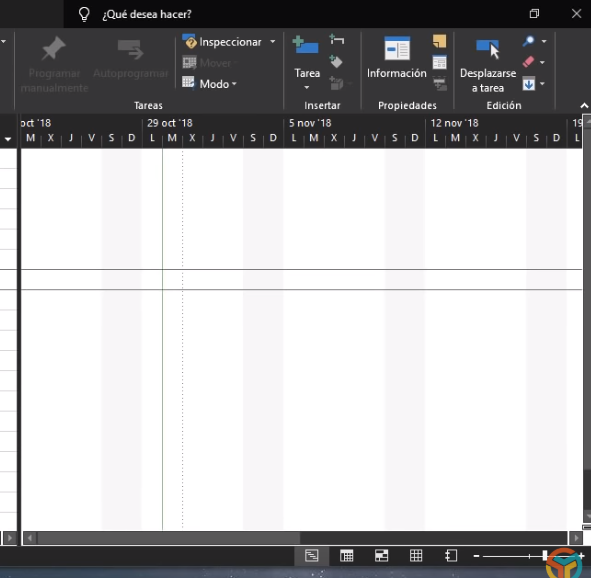 ¿Qué desea hacer?
Programar manualmente
Autoprogramar
Inspeccionar
Mover
Modo
Tarea
Información
Desplazarse a tarea
Tareas
Insertar
Propiedades
Edición
oct '18
29 oct '18
5 nov '18
12 nov '18
19
M X J V S D L M X J V S D L M X J V S D L M X J V S D L